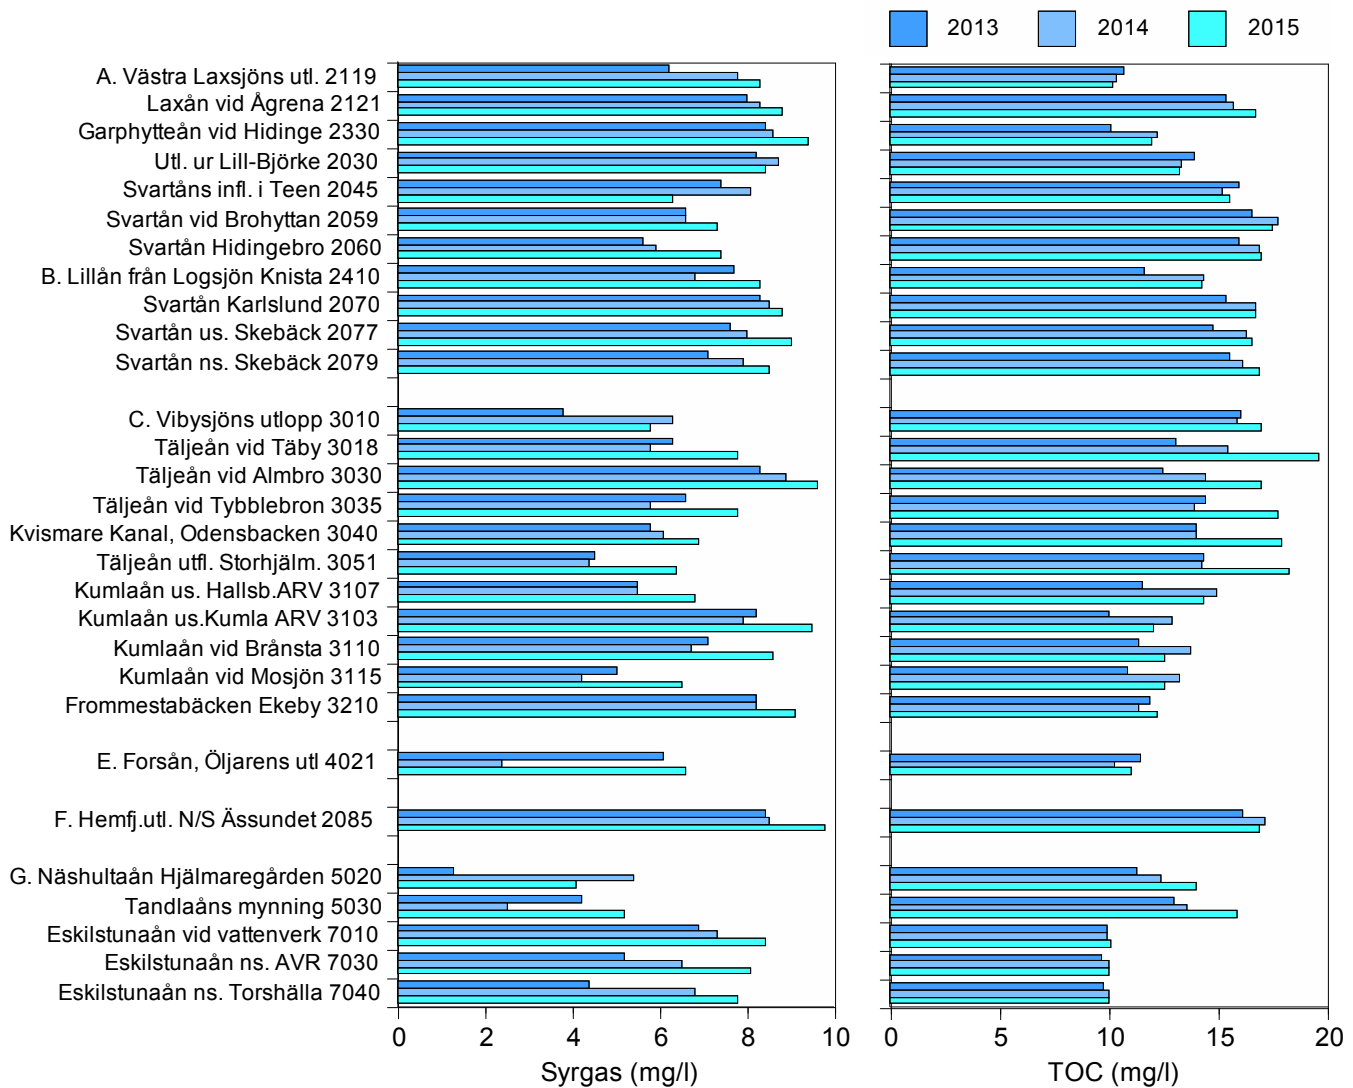 2013 2014 2015
A. Västra Laxsjöns utl. 2119
Laxån vid Ågrena 2121
Garphytteån vid Hidinge 2330
Utl. ur Lill-Björke 2030
Svartåns infl. i Teen 2045
Svartån vid Brohyttan 2059
Svartån Hidingebro 2060
B. Lillån från Logsjön Knista 2410
Svartån Karlslund 2070
Svartån us. Skebäck 2077
Svartån ns. Skebäck 2079
C. Vibysjöns utlopp 3010
Täljeån vid Täby 3018
Täljeån vid Almbro 3030
Täljeån vid Tybblebron 3035
Kvismare Kanal, Odensbacken 3040
Täljeån utfl. Storhjälm. 3051
Kumlaån us. Hallsb.ARV 3107
Kumlaån us.Kumla ARV 3103
Kumlaån vid Brånsta 3110
Kumlaån vid Mosjön 3115
Frommestabäcken Ekeby 3210
E. Forsån, Öljarens utl 4021
F. Hemfj.utl. N/S Ässundet 2085
G. Näshultaån Hjälmaregården 5020
Tandlaåns mynning 5030
Eskilstunaån vid vattenverk 7010
Eskilstunaån ns. AVR 7030
Eskilstunaån ns. Torshälla 7040
0 2 4 6 8 10
Syrgas (mg/l)
0 5 10 15 20
TOC (mg/l)